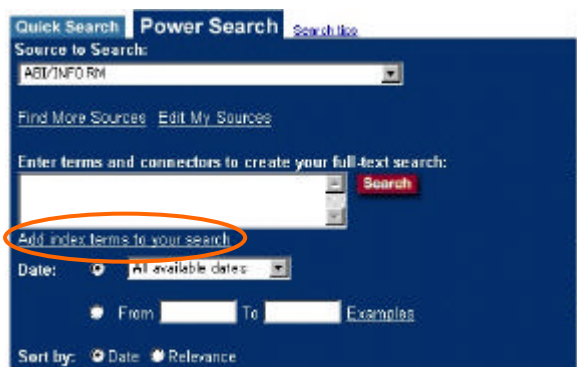 Quick Search Power Search Search tips
Source to Search:
ABI/INFORM
Find More Sources Edit My Sources
Enter terms and connectors to create your full-text search:
Search
Add index terms to your search
Date: All available dates
From To Examples
Sort by: Date Relevance